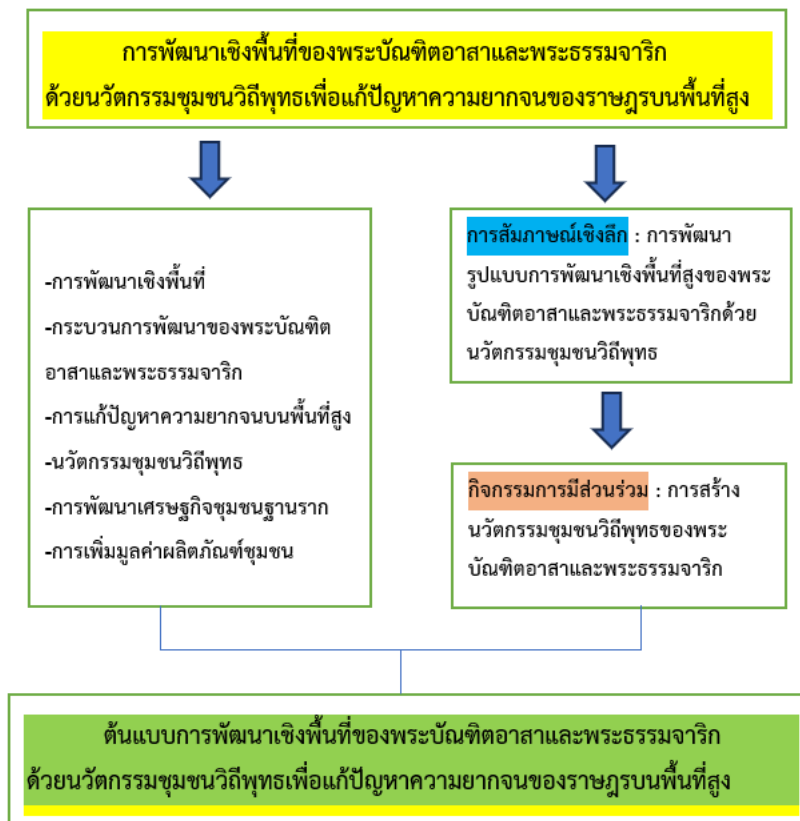 การพัฒนาเชิงพื้นที่ของพระบัณฑิตอาสาและพระธรรมจาริก
ด้วยนวัตกรรมชุมชนวิถีพุทธเพื่อแก้ปัญหาความยากจนของราษฎรบนพื้นที่สูง
-การพัฒนาเชิงพื้นที่
-กระบวนการพัฒนาของพระบัณฑิต
อาสาและพระธรรมจาริก
-การแก้ปัญหาความยากจนบนพื้นที่สูง
-นวัตกรรมชุมชนวิถีพุทธ
-การพัฒนาเศรษฐกิจชุมชนฐานราก
-การเพิ่มมูลค่าผลิตภัณฑ์ชุมชน
การสัมภาษณ์เชิงลึก : การพัฒนา
รูปแบบการพัฒนาเชิงพื้นที่สูงของพระ
บัณฑิตอาสาและพระธรรมจาริกด้วย
นวัตกรรมชุมชนวิถีพุทธ
กิจกรรมการมีส่วนร่วม : การสร้าง
นวัตกรรมชุมชนวิถีพุทธของพระ
บัณฑิตอาสาและพระธรรมจาริก
ต้นแบบการพัฒนาเชิงพื้นที่ของพระบัณฑิตอาสาและพระธรรมจาริก
ด้วยนวัตกรรมชุมชนวิถีพุทธเพื่อแก้ปัญหาความยากจนของราษฎรบนพื้นที่สูง